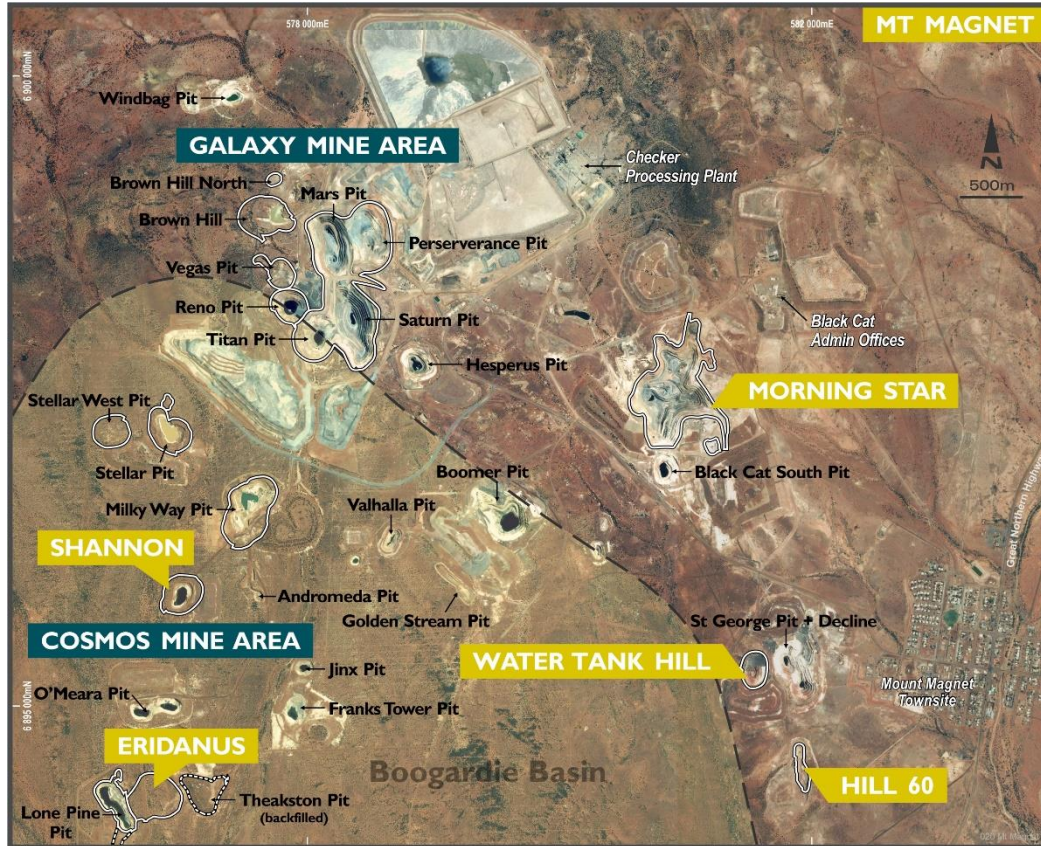 578 000mE
582 000mE
MT MAGNET
6 900 000mN
Windbag Pit
GALAXY MINE AREA
Checker
Processing Plant
N
500m
Brown Hill North
Mars Pit
Brown Hill
Perserverance Pit
Vegas Pit
Reno Pit
Saturn Pit
Titan Pit
Black Cat
Admin Offices
Hesperus Pit
MORNING STAR
Stellar West Pit
Stellar Pit
Boomer Pit
Black Cat South Pit
Milky Way Pit
Valhalla Pit
Great Northern Highway
SHANNON
Andromeda Pit
Golden Stream Pit
St George Pit + Decline
COSMOS MINE AREA
WATER TANK HILL
Jinx Pit
Mount Magnet
Townsite
O'Meara Pit
Franks Tower Pit
6 895 000mN
ERIDANUS
Boogardie Basin
HILL 60
Theakston Pit
(backfilled)
Lone Pine
Pit